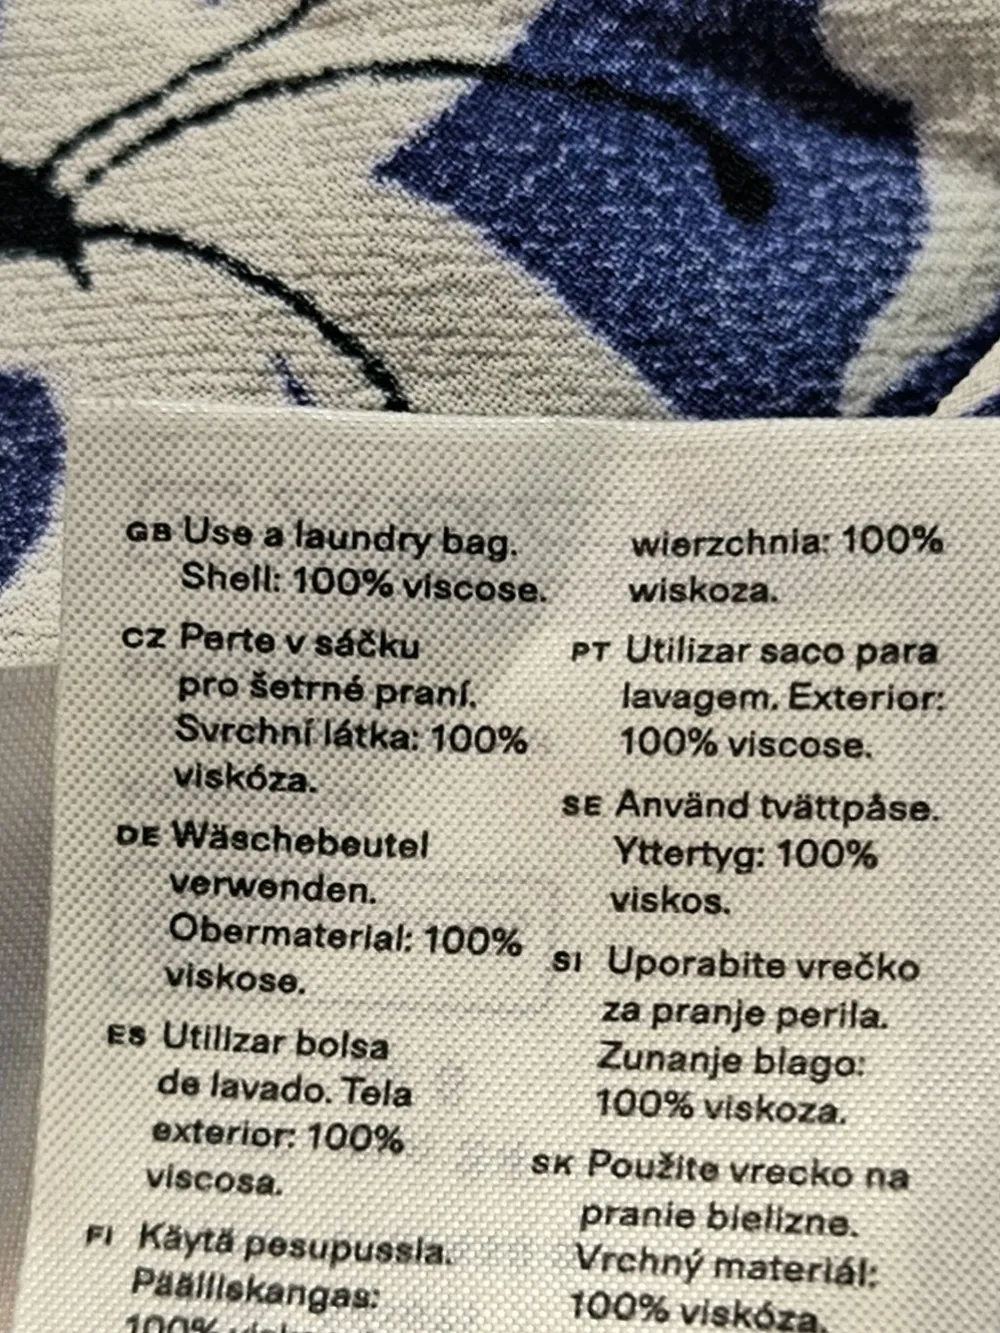 GB Use a laundry bag.
Shell: 100% viscose.
CZ Perte v sáčku
pro šetrné praní.
Svrchní látka: 100%
viskóza.
DE Wäschebeutel
verwenden.
Obermaterial: 100%
viskose.
ES Utilizar bolsa
de lavado. Tela
exterior: 100%
viscosa.
FI Käytä pesupussia.
Päälliskangas:
100%
wierzchnia: 100%
wiskoza.
PT Utilizar saco para
lavagem. Exterior:
100% viscose.
SE Använd tvättpåse.
Yttertyg: 100%
viskos.
SI Uporabite vrečko
za pranje perila.
Zunanje blago:
100% viskoza.
SK Použite vrecko na
pranie bielizne.
Vrchný materiál:
100% viskóza.